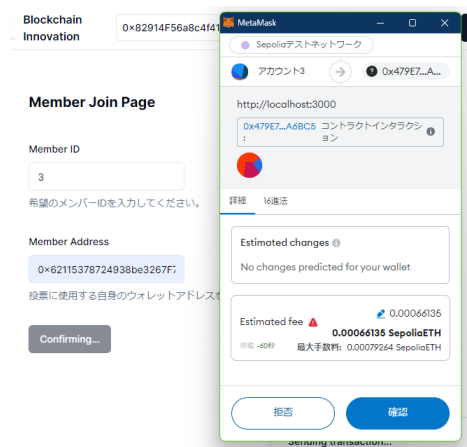 Blockchain
Innovation
0×82914F56a8c4f41
Member Join Page
Member ID
3
希望のメンバーIDを入力してください。
Member Address
0×62115378724938be3267F7
投票に使用する自身のウォレットアドレスを
Confirming...
MetaMask
Sepoliaテストネットワーク
アカウント3
0x479E7...A...
http://localhost:3000
0x479E7...A6BC5 コントラクトインタラクシ
: ョン
詳細 16進法
Estimated changes
No changes predicted for your wallet
Estimated fee
0.00066135
0.00066135 SepoliaETH
市場 ~60秒 最大手数料: 0.00079264 SepoliaETH
拒否 確認
Sending transaction...